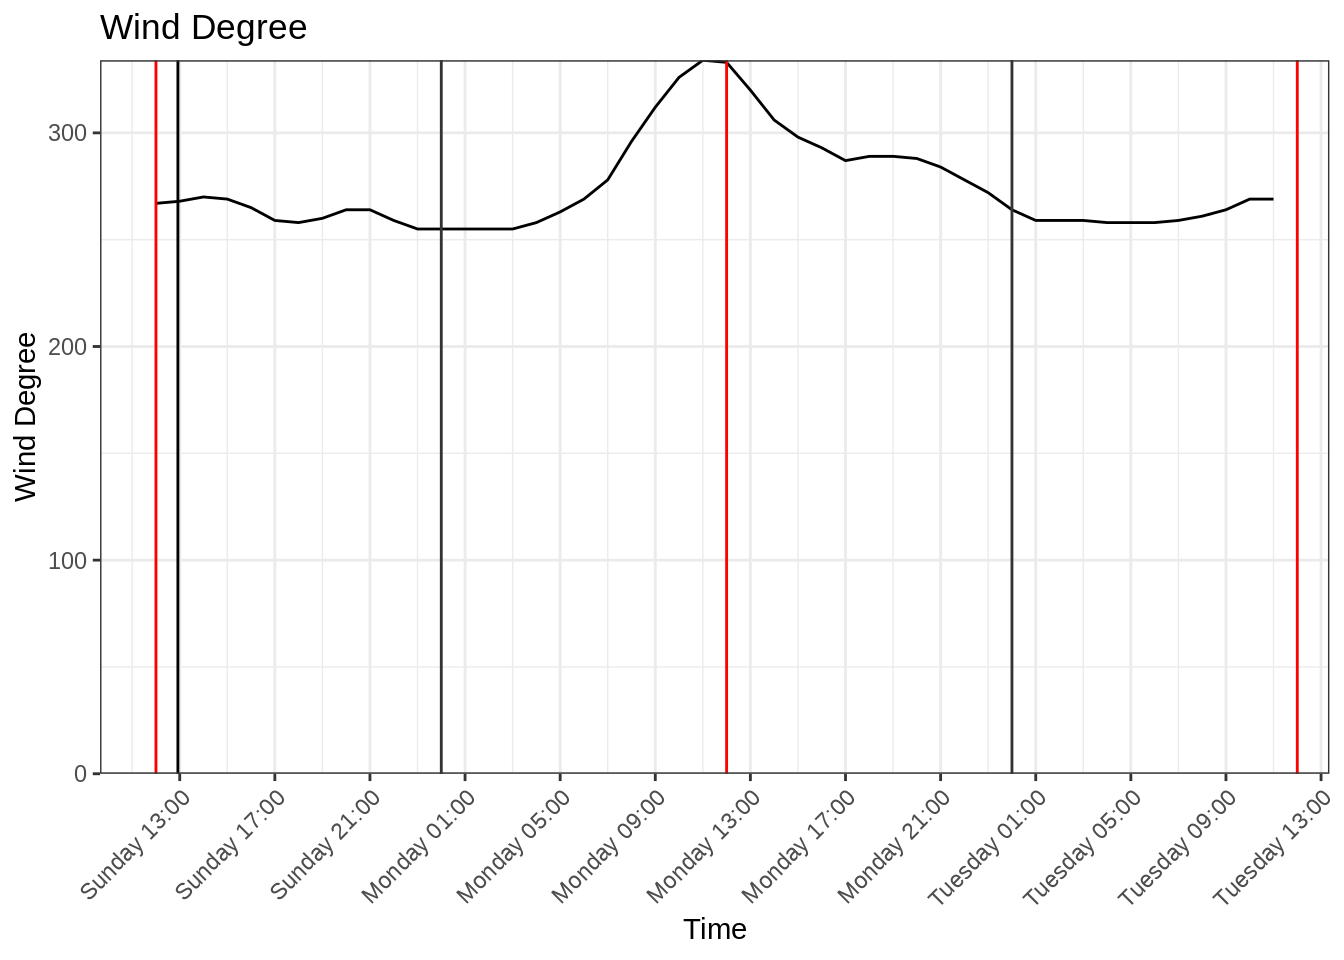 Wind Degree
Wind Degree
300
200
100
0
Sunday 13:00
Sunday 17:00
Sunday 21:00
Monday 01:00
Monday 05:00
Monday 09:00
Monday 13:00
Monday 17:00
Monday 21:00
Tuesday 01:00
Tuesday 05:00
Tuesday 09:00
Tuesday 13:00
Time